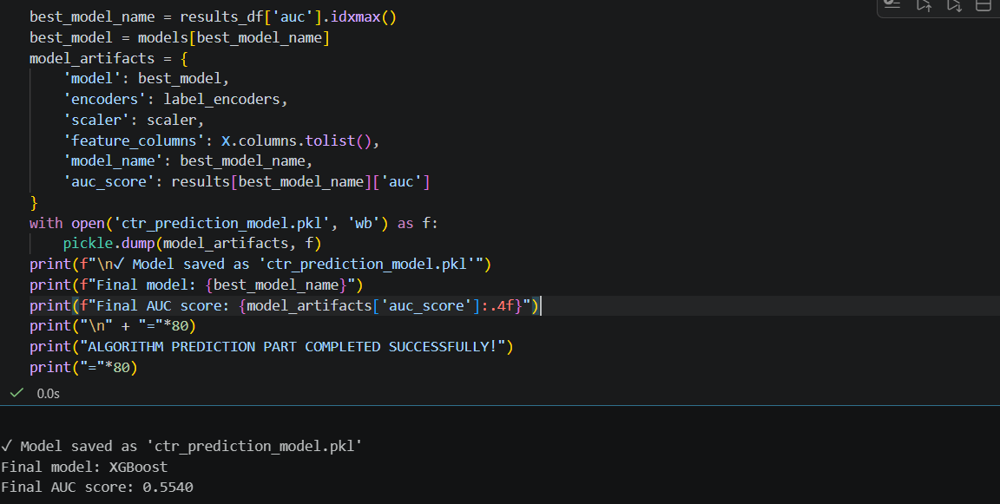 best_model_name = results_df['auc'].idxmax()
best_model = models[best_model_name]
model_artifacts = {
    'model': best_model,
    'encoders': label_encoders,
    'scaler': scaler,
    'feature_columns': X.columns.tolist(),
    'model_name': best_model_name,
    'auc_score': results[best_model_name]['auc']
}
with open('ctr_prediction_model.pkl', 'wb') as f:
    pickle.dump(model_artifacts, f)
print(f"\n✓ Model saved as 'ctr_prediction_model.pkl'")
print(f"Final model: {best_model_name}")
print(f"Final AUC score: {model_artifacts['auc_score']:.4f}")
print("\n" + "="*80)
print("ALGORITHM PREDICTION PART COMPLETED SUCCESSFULLY!")
print("="*80)
0.0s
✓ Model saved as 'ctr_prediction_model.pkl'
Final model: XGBoost
Final AUC score: 0.5540